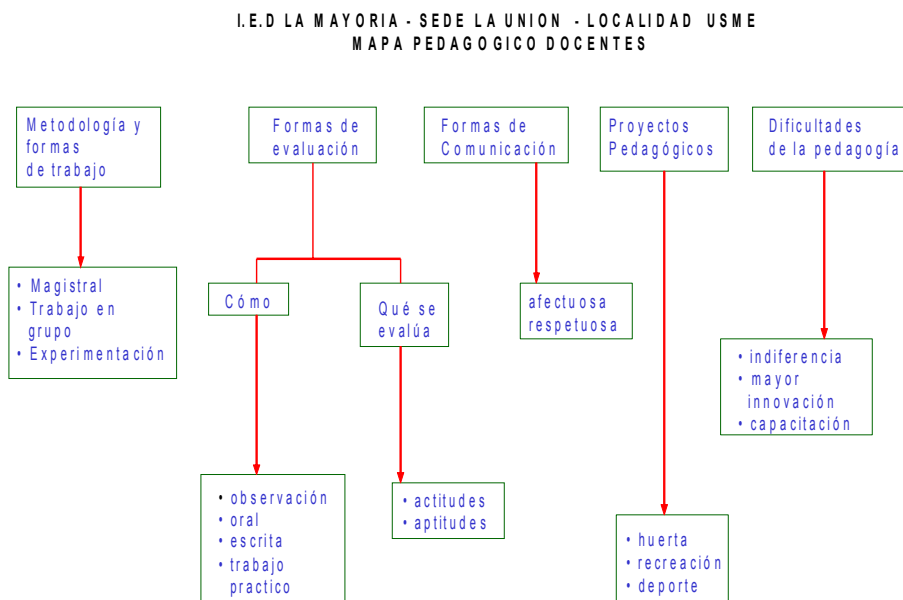 I.E.D LA MAYORIA - SEDE LA UNION - LOCALIDAD USME
MAPA PEDAGOGICO DOCENTES
Metodología y
formas
de trabajo
Formas de
evaluación
Formas de
Comunicación
Proyectos
Pedagógicos
Dificultades
de la pedagogía
• Magistral
• Trabajo en
grupo
• Experimentación
Cómo
Qué se
evalúa
afectuosa
respetuosa
• indiferencia
• mayor
innovación
• capacitación
• observación
• oral
• escrita
• trabajo
practico
• actitudes
• aptitudes
• huerta
• recreación
• deporte